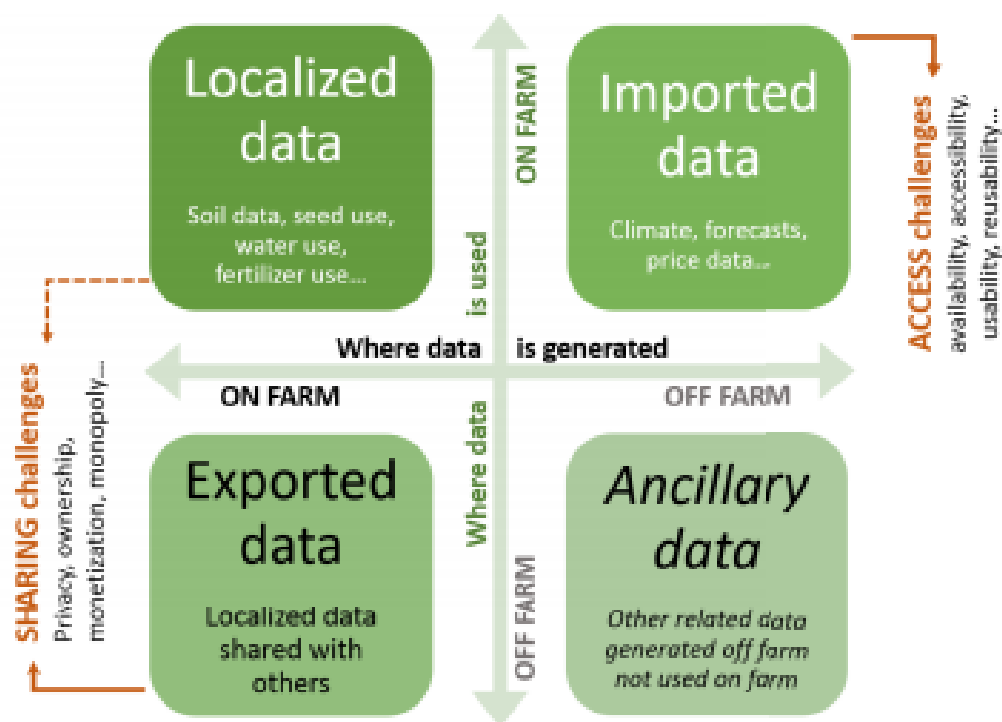 Localized
data
Soil data, seed use,
water use,
fertilizer use...
ON FARM
is used
Imported
data
Climate, forecasts,
price data...
ACCESS challenges
availability, accessibility,
usability, reusability...
Where data is generated
ON FARM
OFF FARM
SHARING challenges
Privacy, ownership,
monetization, monopoly...
Exported
data
Localized data
shared with
others
Where data
OFF FARM
Ancillary
data
Other related data
generated off farm
not used on farm